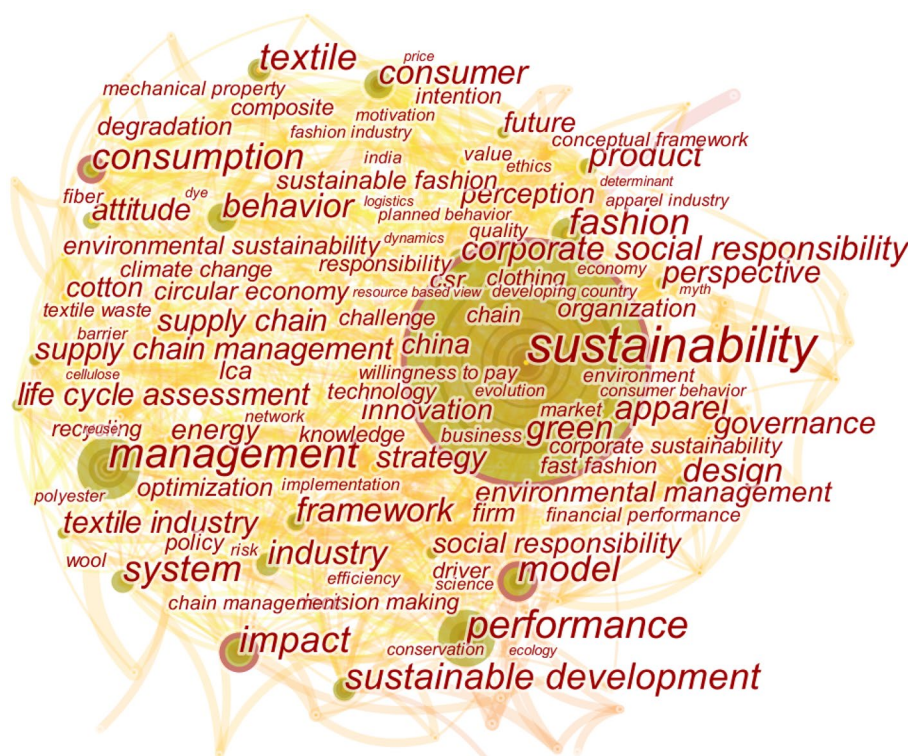 textile
price
consumer
mechanical property
intention
composite
motivation
degradation
fashion industry
future
conceptual framework
consumption
india
value
ethics
product
sustainable fashion
perception
determinant
fiber
dye
attitude
behavior
logistics
planned behavior
apparel industry
fashion
quality
environmental sustainability
dynamics
corporate social responsibility
climate change
responsibility
csr
clothing
economy
perspective
cotton
circular economy
resource based view
developing country
myth
textile waste
supply chain
challenge
chain
organization
barrier
supply chain management
china
sustainability
cellulose
lca
willingness to pay
environment
life cycle assessment
technology
evolution
consumer behavior
network
innovation
market
apparel
governance
reuse
energy
knowledge
business
green
corporate sustainability
management
strategy
fast fashion
design
polyester
optimization
implementation
environmental management
textile industry
framework
firm
financial performance
policy
risk
industry
social responsibility
wool
system
efficiency
driver
science
model
chain management
decision making
impact
performance
conservation
ecology
sustainable development